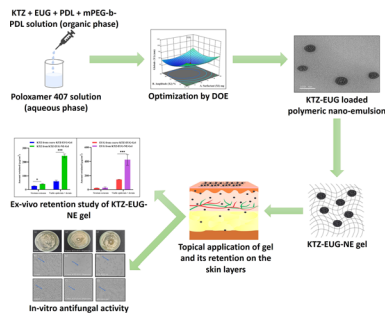 KTZ + EUG + PDL + mPEG-b-
PDL solution (organic phase)
Poloxamer 407 solution
(aqueous phase)
Optimization by DOE
KTZ-EUG loaded
polymeric nano-emulsion
KTZ-EUG-NE gel
Topical application of gel
and its retention on the
skin layers
Ex-vivo retention study of KTZ-EUG-
NE gel
In-vitro antifungal activity